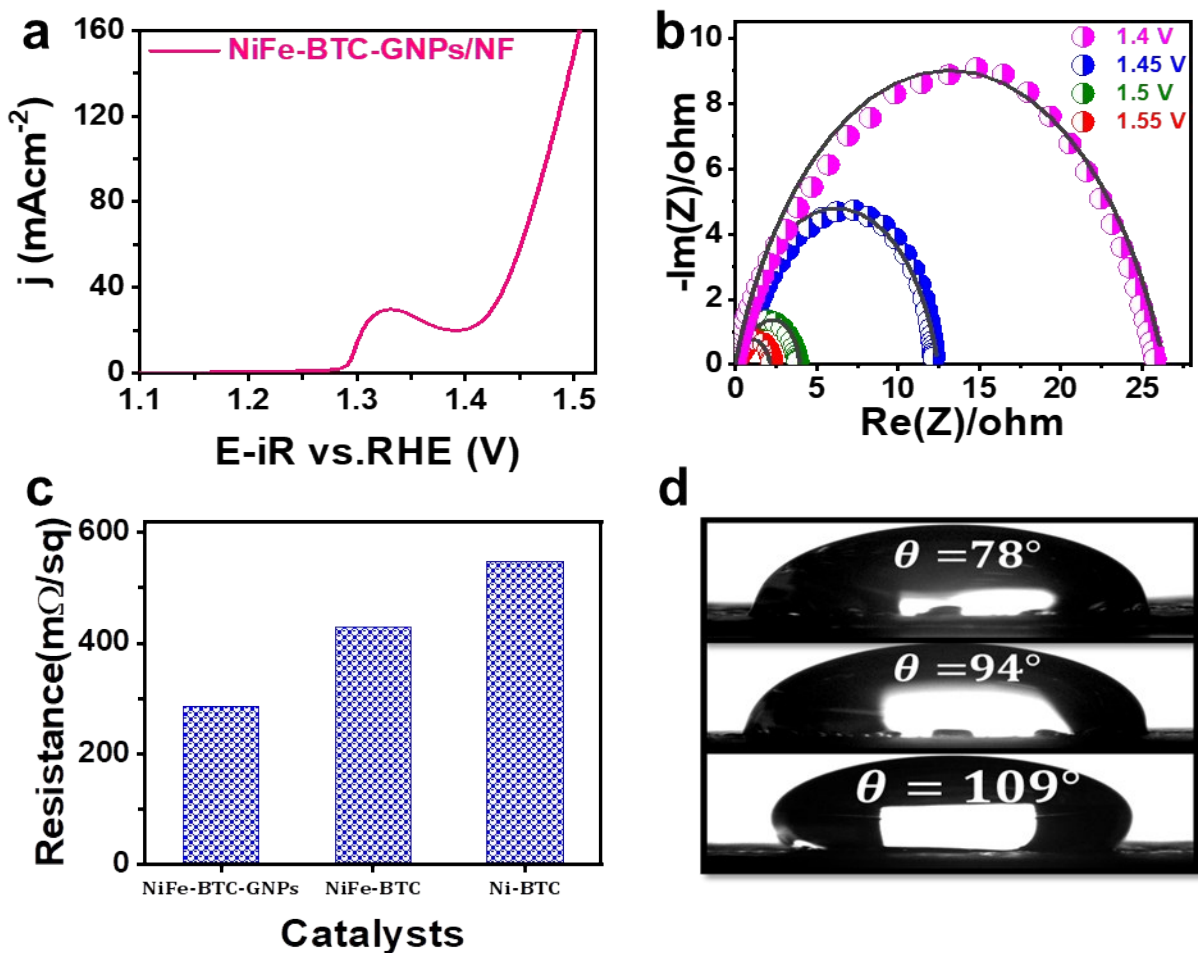 a
NiFe-BTC-GNPs/NF
160
120
80
40
0
j (mAcm⁻²)
1.1 1.2 1.3 1.4 1.5
E-iR vs.RHE (V)
b
1.4 V
1.45 V
1.5 V
1.55 V
10
8
6
4
2
0
-Im(Z)/ohm
0 5 10 15 20 25
Re(Z)/ohm
c
600
400
200
0
Resistance(mΩ/sq)
NiFe-BTC-GNPs NiFe-BTC Ni-BTC
Catalysts
d
θ =78°
θ =94°
θ = 109°